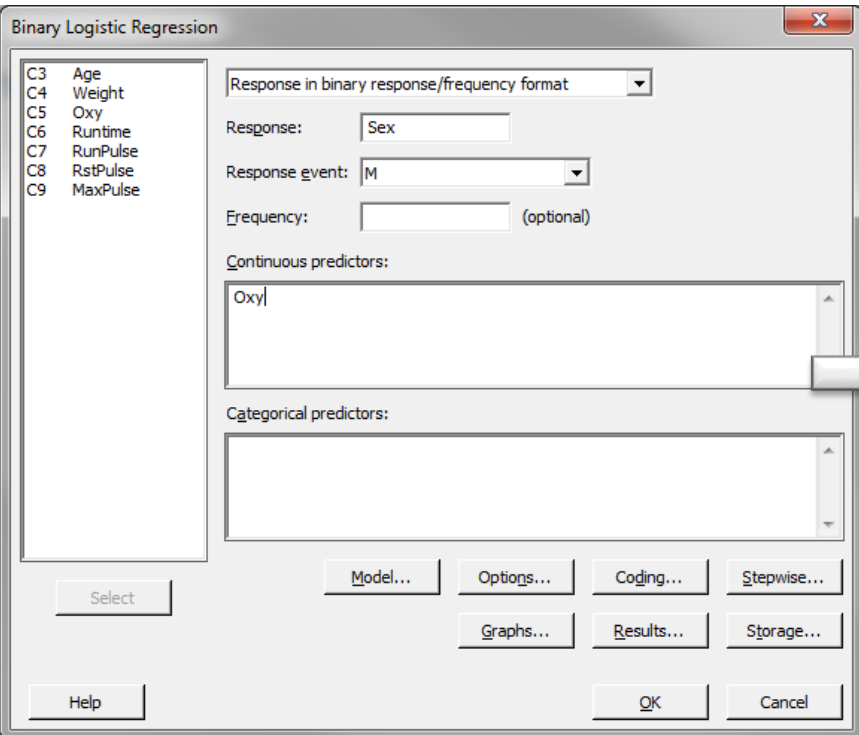 Binary Logistic Regression
C3 Age
C4 Weight
C5 Oxy
C6 Runtime
C7 RunPulse
C8 RstPulse
C9 MaxPulse
Response in binary response/frequency format
Response: Sex
Response event: M
Frequency: (optional)
Continuous predictors:
Oxy
Categorical predictors:
Model... Options... Coding... Stepwise...
Select
Graphs... Results... Storage...
Help OK Cancel